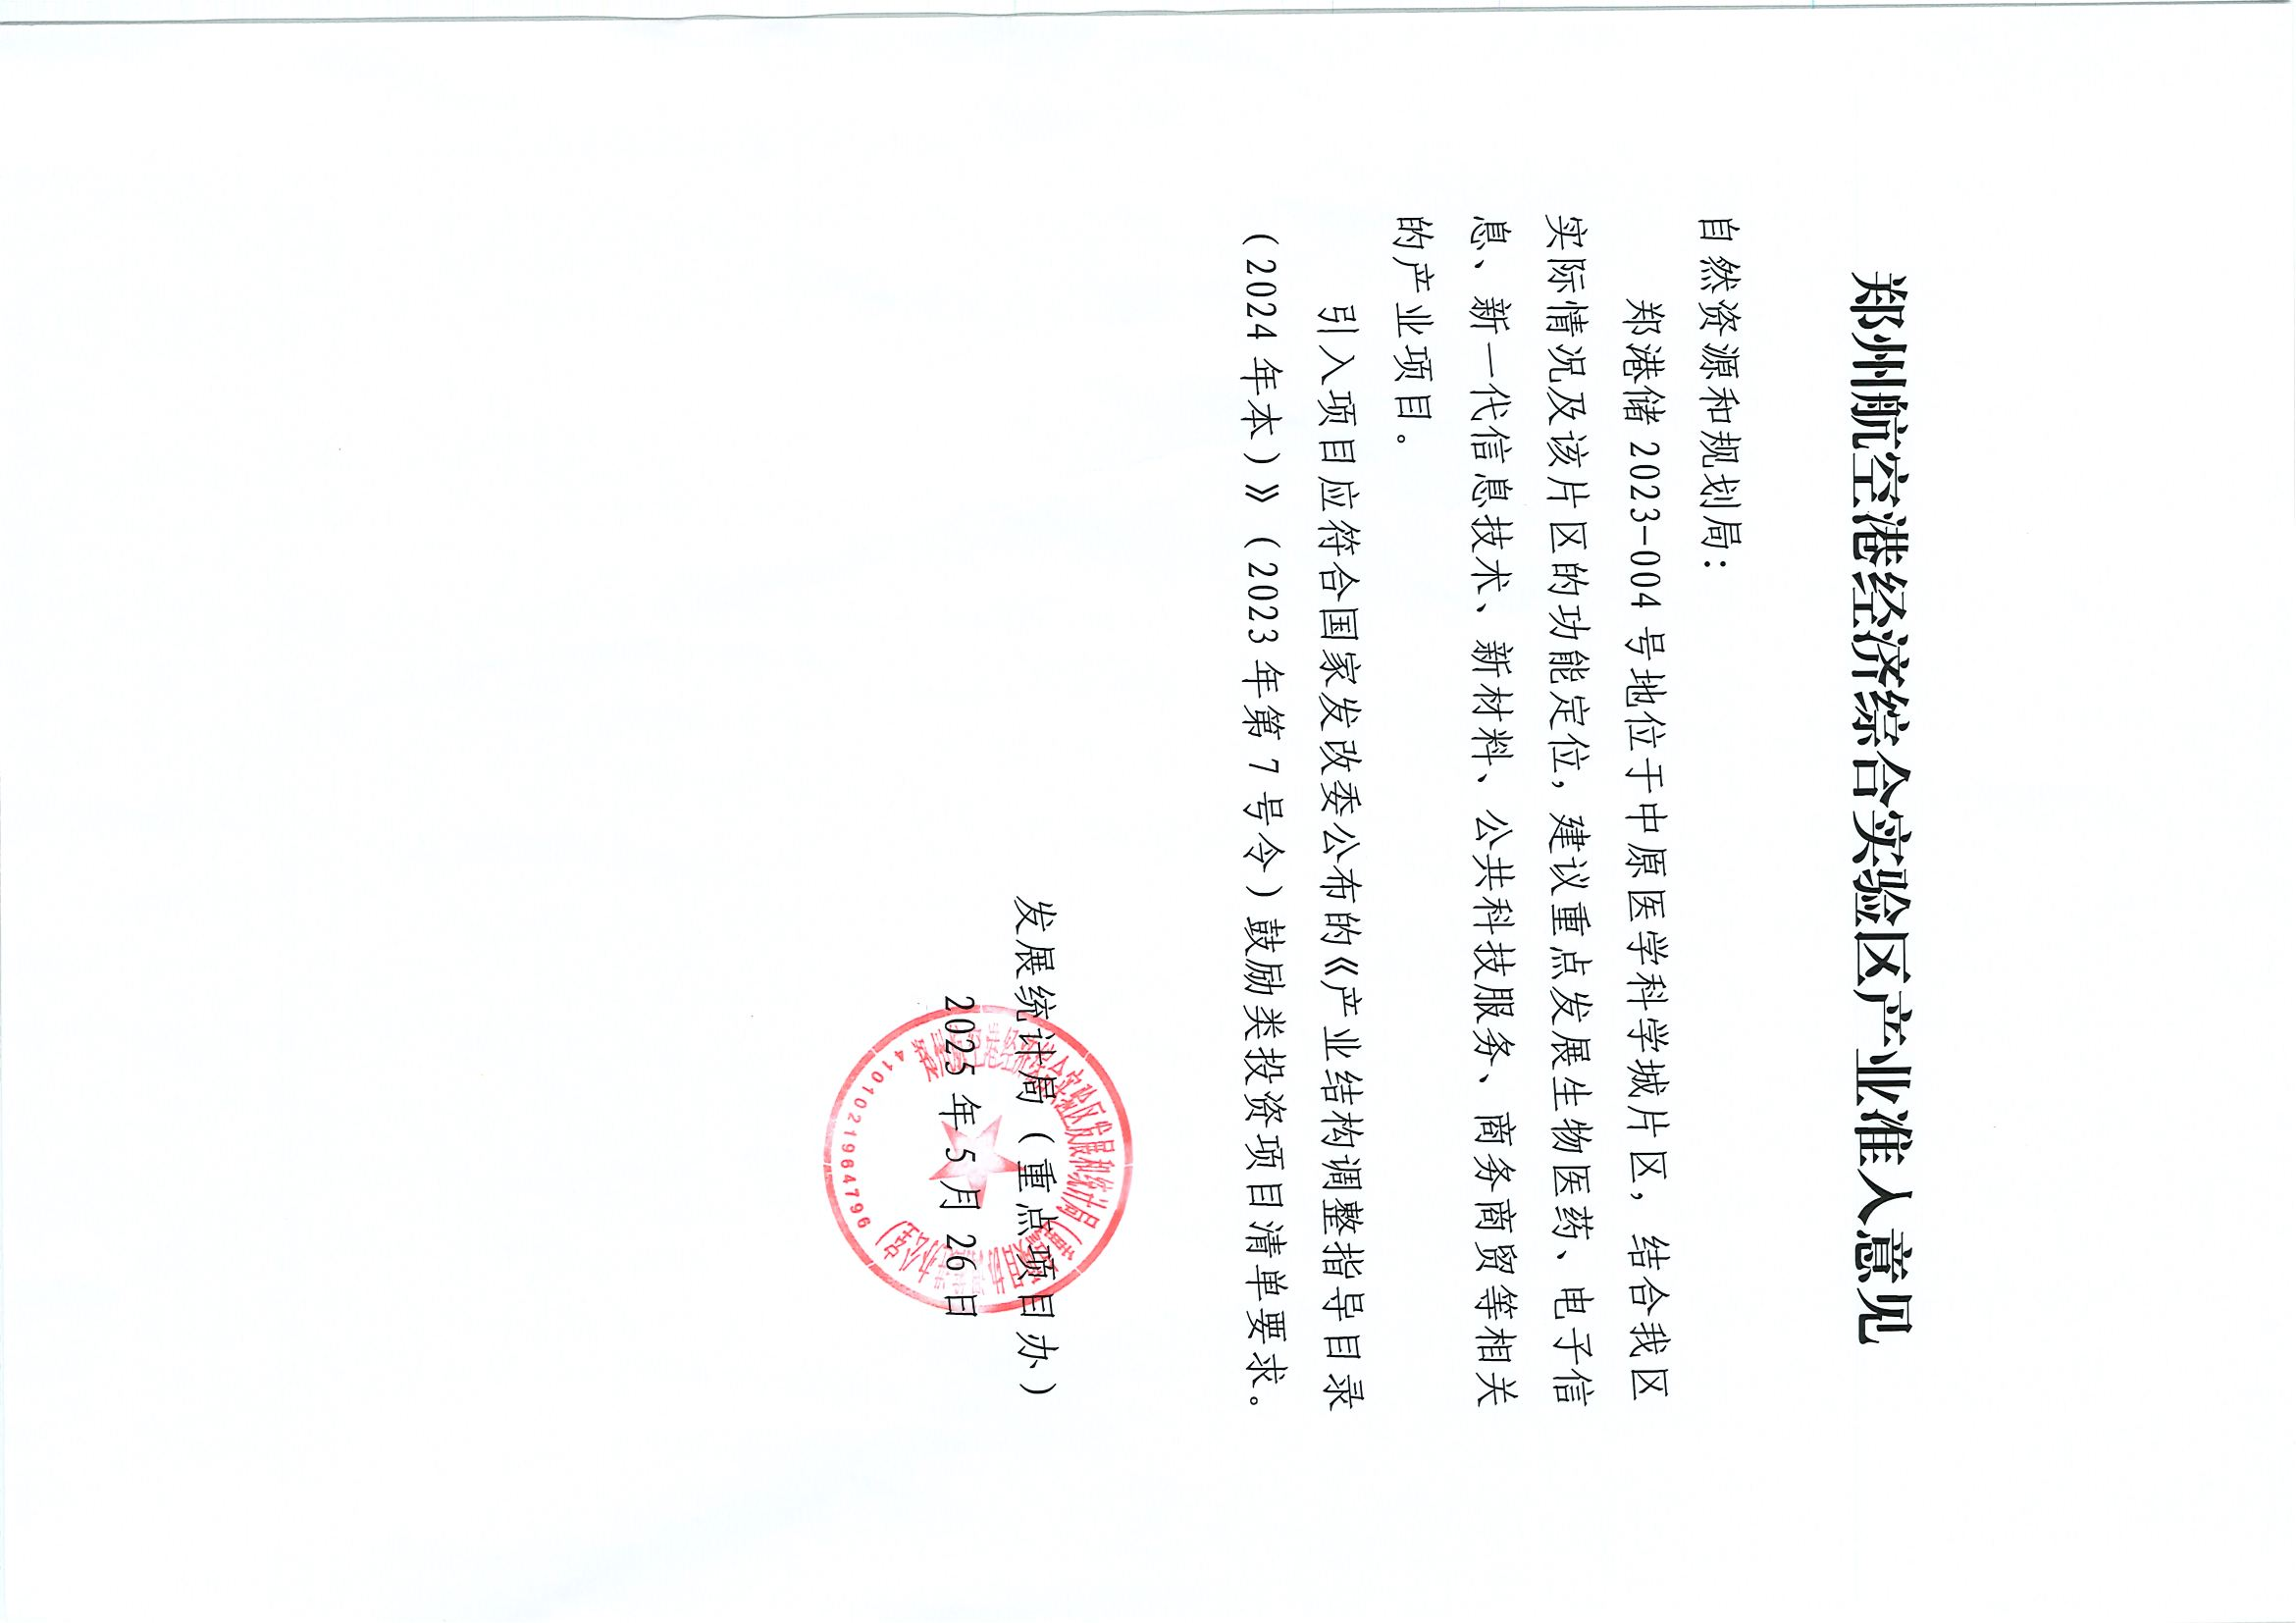 郑州航空港经济综合实验区产业准入意见
自然资源和规划局：
郑港储 2023-004 号地位于中原医学科学城片区，结合我区
实际情况及该片区的功能定位，建议重点发展生物医药、电子信
息、新一代信息技术、新材料、公共科技服务、商务商贸等相关
的产业项目。
引入项目应符合国家发改委公布的《产业结构调整指导目录
（2024 年本）》（2023 年第 7 号令）鼓励类投资项目清单要求。
发展统计局（重点项目办）
2025 年 5 月 26 日
4101021964796